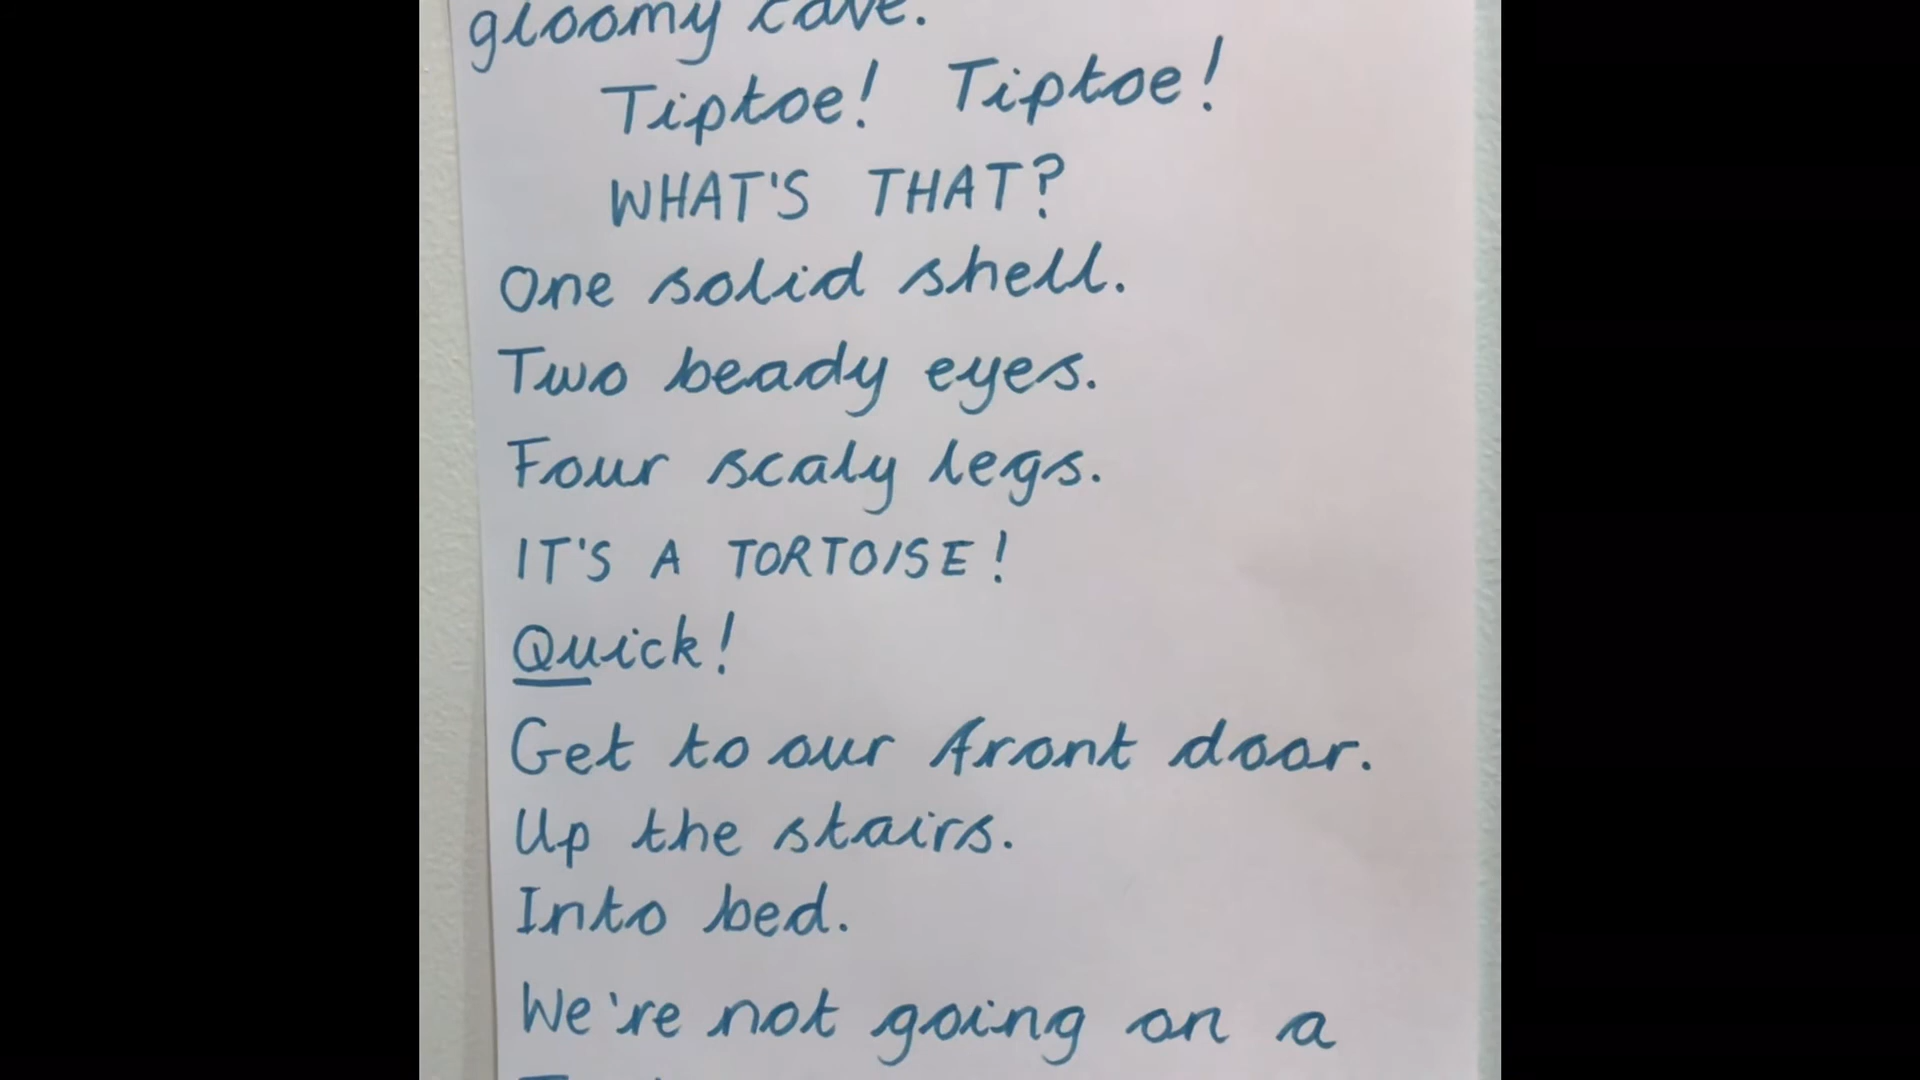 gloomy cave.
Tiptoe! Tiptoe!
WHAT'S THAT?
One solid shell.
Two beady eyes.
Four scaly legs.
IT'S A TORTOISE!
Quick!
Get to our front door.
Up the stairs.
Into bed.
We're not going on a